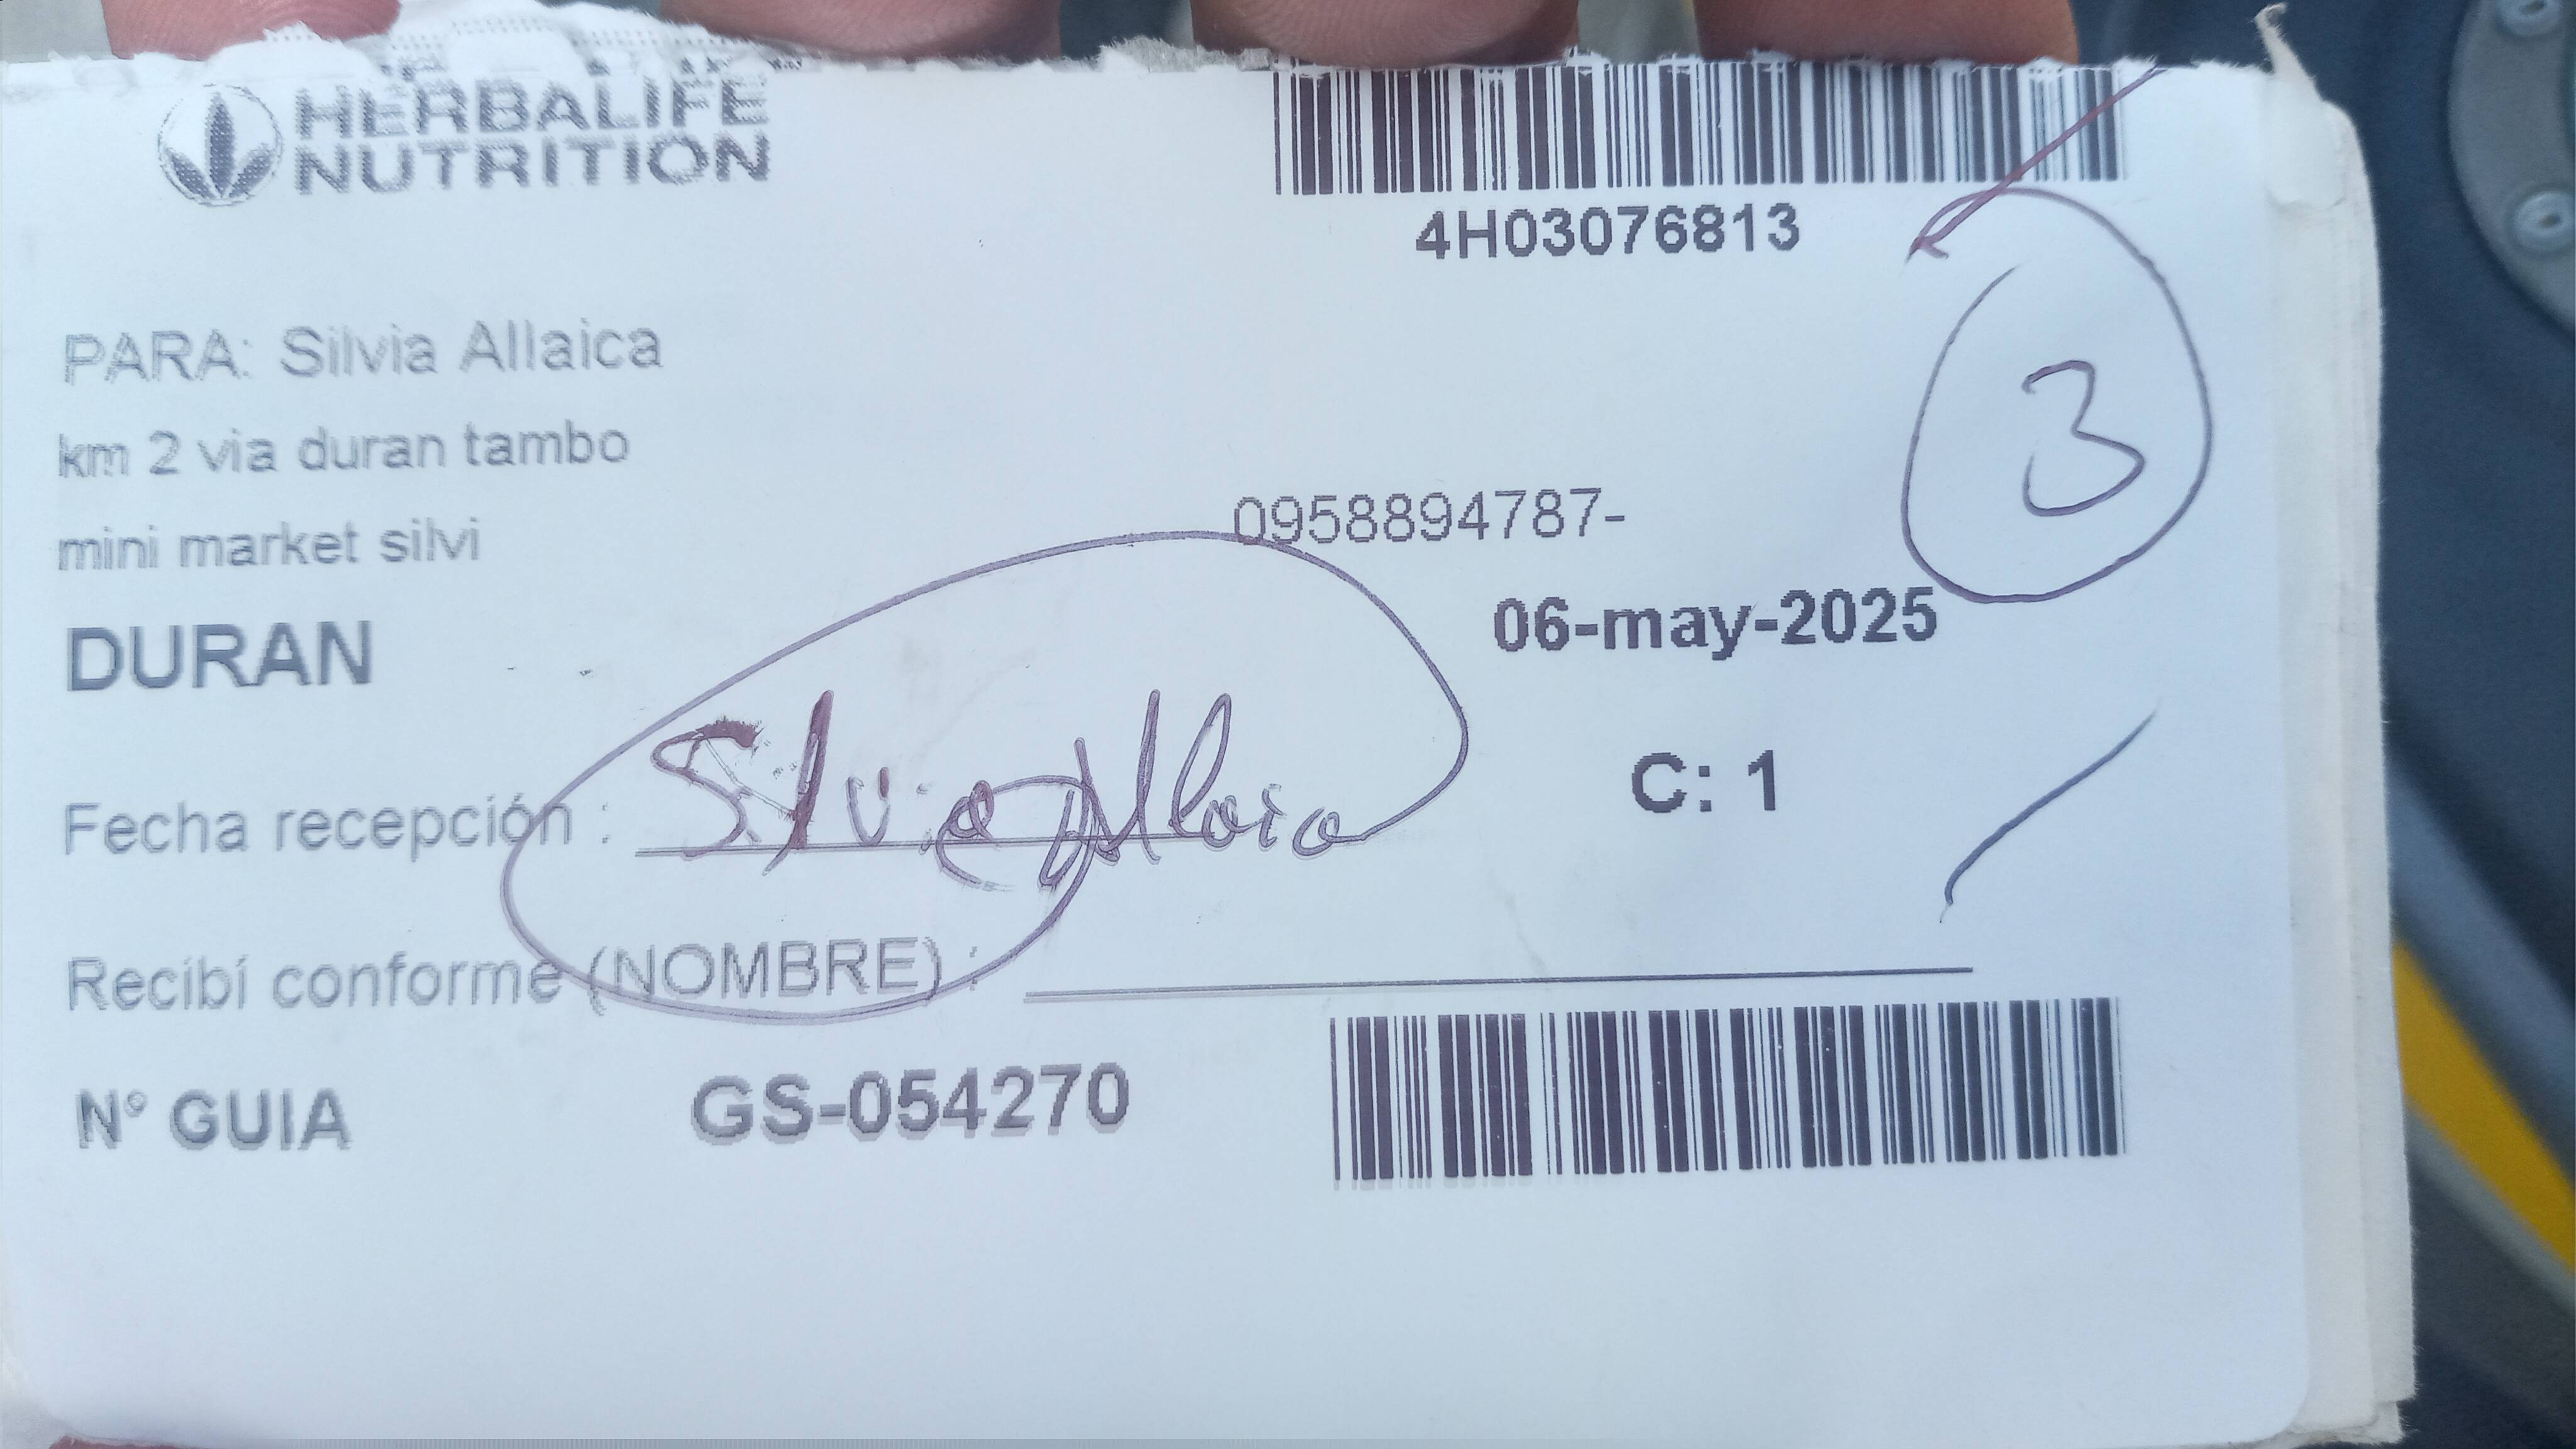 HERBALIFE
NUTRITION
4H03076813
PARA: Silvia Allaica
km 2 via duran tambo
mini market silvi
0958894787-
3
DURAN
06-may-2025
C: 1
Fecha recepción : Silvia
Recibí conforme (NOMBRE) :
N° GUIA GS-054270